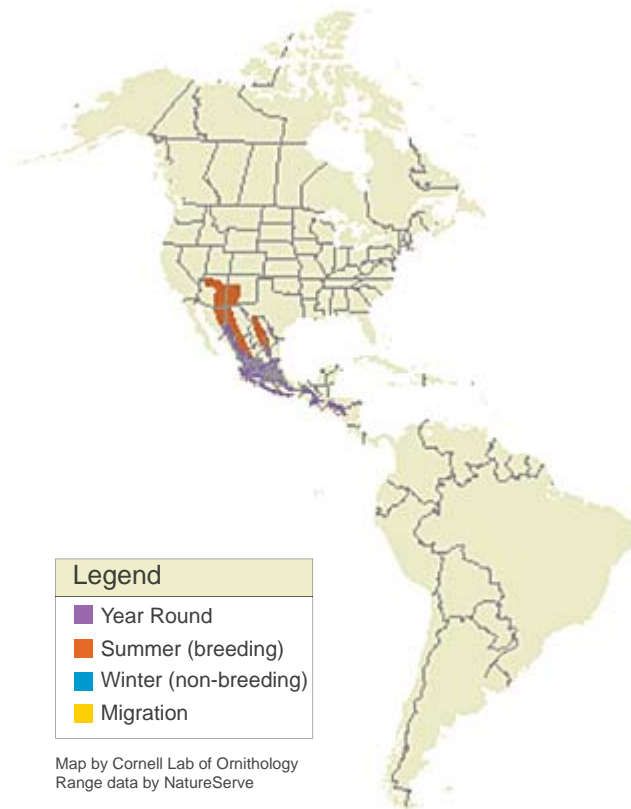 Legend
Year Round
Summer (breeding)
Winter (non-breeding)
Migration
Map by Cornell Lab of Ornithology
Range data by NatureServe